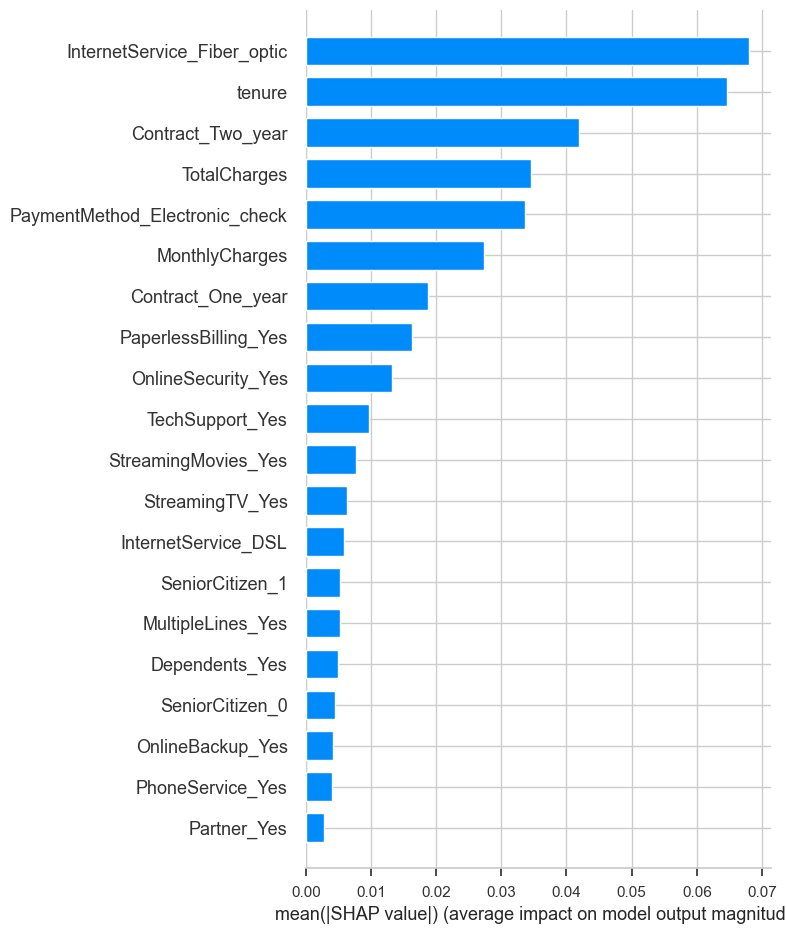 InternetService_Fiber_optic
tenure
Contract_Two_year
TotalCharges
PaymentMethod_Electronic_check
MonthlyCharges
Contract_One_year
PaperlessBilling_Yes
OnlineSecurity_Yes
TechSupport_Yes
StreamingMovies_Yes
StreamingTV_Yes
InternetService_DSL
SeniorCitizen_1
MultipleLines_Yes
Dependents_Yes
SeniorCitizen_0
OnlineBackup_Yes
PhoneService_Yes
Partner_Yes
0.00 0.01 0.02 0.03 0.04 0.05 0.06 0.07
mean(|SHAP value|) (average impact on model output magnitud